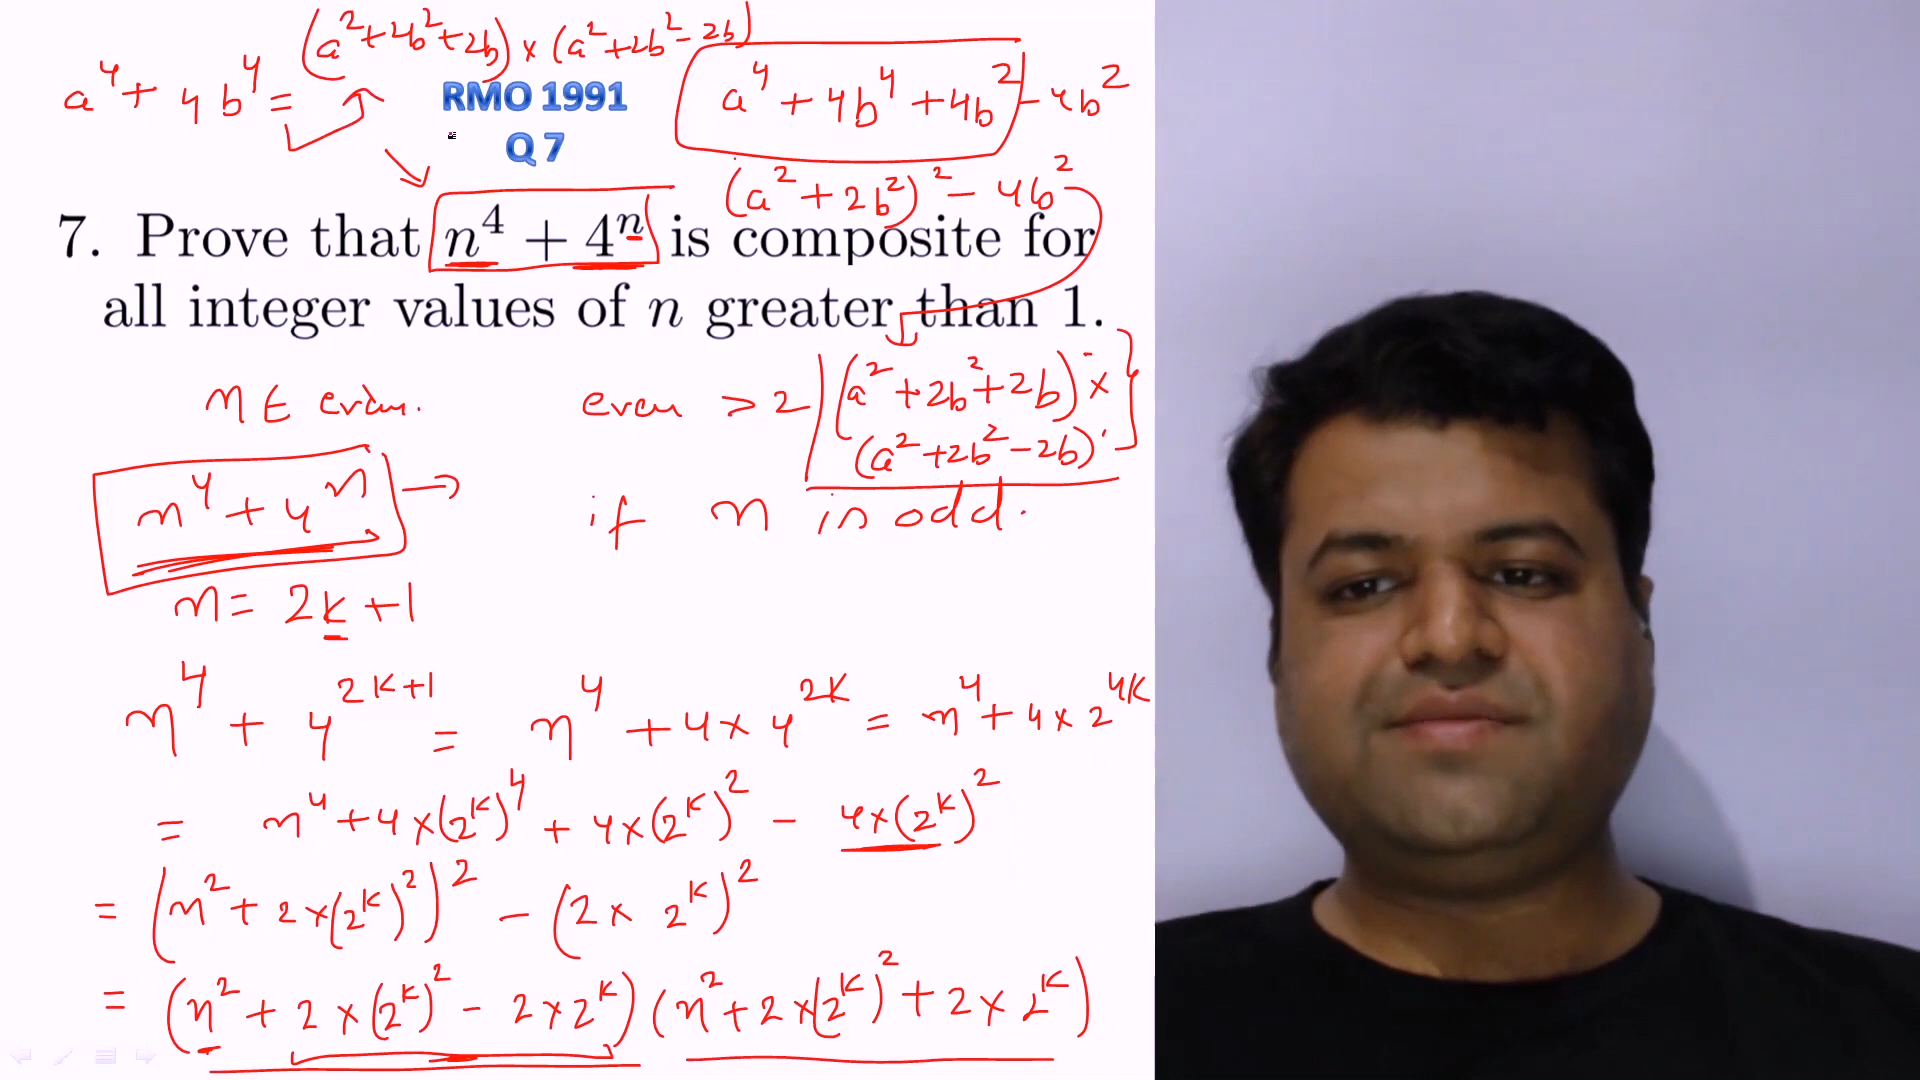 (a²+2b²+2b) × (a²+2b²-2b)
a⁴ + 4b⁴ =
a⁴ + 4b⁴ + 4b² - 4b²
RMO 1991
Q 7
(a² + 2b²)² - 4b²
7. Prove that n⁴ + 4ⁿ is composite for
all integer values of n greater than 1.
n ∈ even.
even > 2
(a² + 2b² + 2b) ×
(a² + 2b² - 2b)
n⁴ + 4ⁿ →
if n is odd.
n = 2k + 1
n⁴ + 4²ᵏ⁺¹ = n⁴ + 4 × 4²ᵏ = n⁴ + 4 × 2⁴ᵏ
= n⁴ + 4 × (2ᵏ)⁴ + 4 × (2ᵏ)² - 4 × (2ᵏ)²
= (n² + 2 × (2ᵏ)²)² - (2 × 2ᵏ)²
= (n² + 2 × (2ᵏ)² - 2 × 2ᵏ) (n² + 2 × (2ᵏ)² + 2 × 2ᵏ)